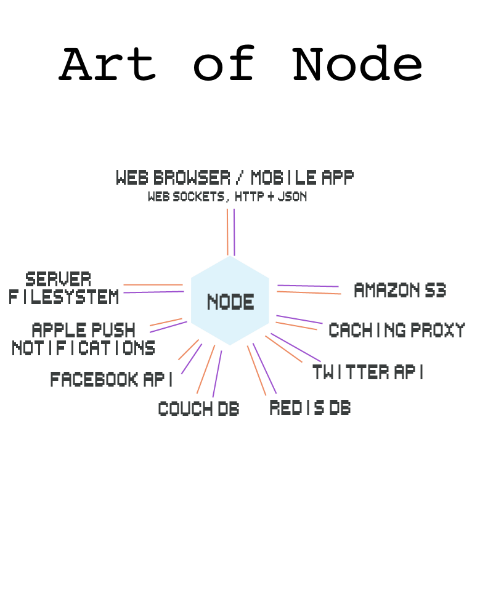 Art of Node
WEB BROWSER / MOBILE APP
WEB SOCKETS, HTTP + JSON
SERVER
FILESYSTEM
NODE
AMAZON S3
APPLE PUSH
NOTIFICATIONS
CACHING PROXY
FACEBOOK API
TWITTER API
COUCH DB
REDIS DB